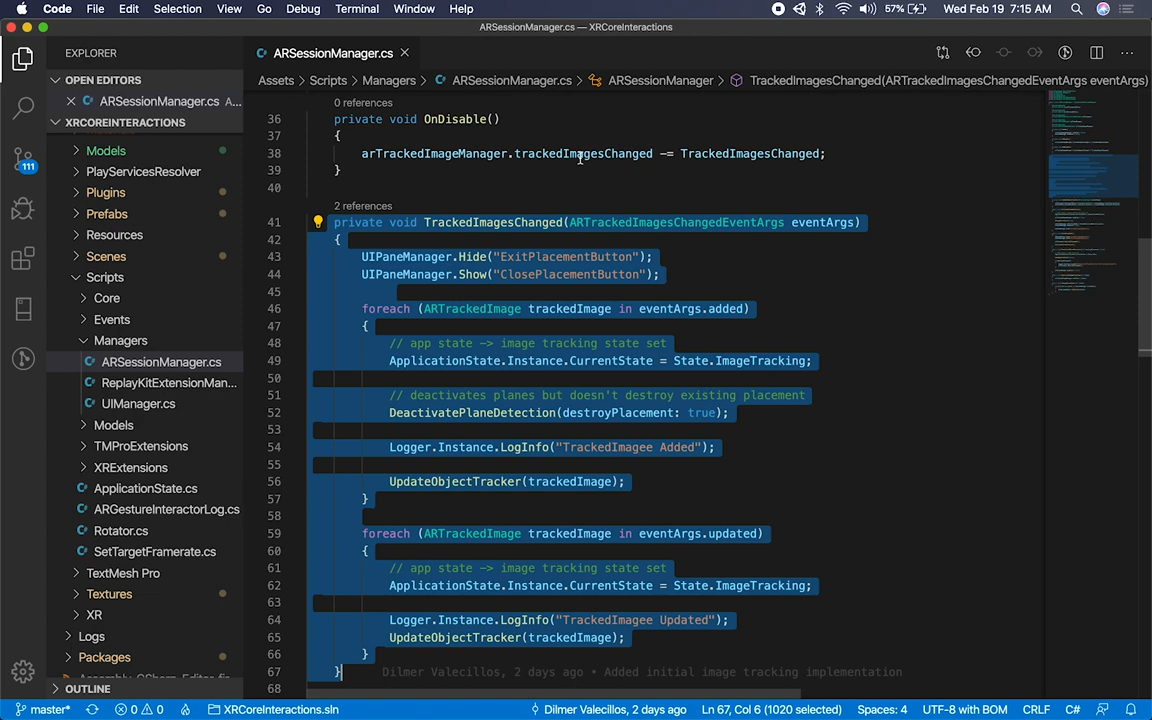 Code File Edit Selection View Go Debug Terminal Window Help 57% Wed Feb 19 7:15 AM
ARSessionManager.cs — XRCoreInteractions
EXPLORER
ARSessionManager.cs
OPEN EDITORS
ARSessionManager.cs A...
Assets > Scripts > Managers > ARSessionManager.cs > ARSessionManager > TrackedImagesChanged(ARTrackedImagesChangedEventArgs eventArgs)
XRCOREINTERACTIONS
Models
PlayServicesResolver
Plugins
Prefabs
Resources
Scenes
Scripts
Core
Events
Managers
ARSessionManager.cs
ReplayKitExtensionMan...
UIManager.cs
Models
TMProExtensions
XRExtensions
ApplicationState.cs
ARGestureInteractorLog.cs
Rotator.cs
SetTargetFramerate.cs
TextMesh Pro
Textures
XR
Logs
Packages
OUTLINE
111
0 references
36 private void OnDisable()
37 {
38 arTrackedImageManager.trackedImagesChanged -= TrackedImagesChanged;
39 }
40
2 references
41 private void TrackedImagesChanged(ARTrackedImagesChangedEventArgs eventArgs)
42 {
43 UIPaneManager.Hide("ExitPlacementButton");
44 UIPaneManager.Show("ClosePlacementButton");
45
46 foreach (ARTrackedImage trackedImage in eventArgs.added)
47 {
48 // app state -> image tracking state set
49 ApplicationState.Instance.CurrentState = State.ImageTracking;
50
51 // deactivates planes but doesn't destroy existing placement
52 DeactivatePlaneDetection(destroyPlacement: true);
53
54 Logger.Instance.LogInfo("TrackedImagee Added");
55
56 UpdateObjectTracker(trackedImage);
57 }
58
59 foreach (ARTrackedImage trackedImage in eventArgs.updated)
60 {
61 // app state -> image tracking state set
62 ApplicationState.Instance.CurrentState = State.ImageTracking;
63
64 Logger.Instance.LogInfo("TrackedImagee Updated");
65 UpdateObjectTracker(trackedImage);
66 }
67 } Dilmer Valecillos, 2 days ago • Added initial image tracking implementation
68
master* 0 0 XRCoreInteractions.sln Dilmer Valecillos, 2 days ago Ln 67, Col 6 (1020 selected) Spaces: 4 UTF-8 with BOM CRLF C#